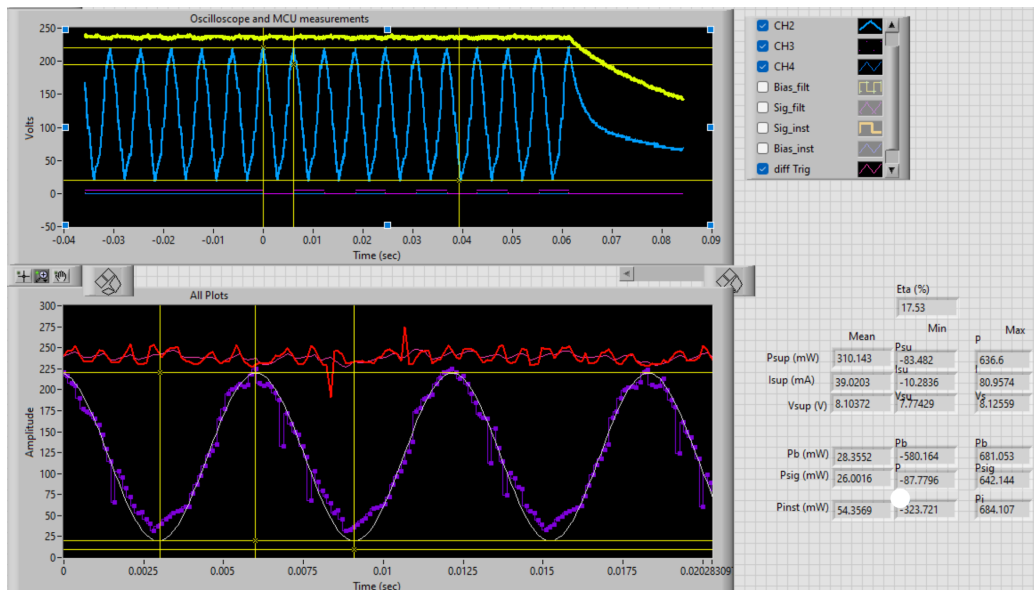 Oscilloscope and MCU measurements
Volts
250
200
150
100
50
0
-50
-0.04 -0.03 -0.02 -0.01 0 0.01 0.02 0.03 0.04 0.05 0.06 0.07 0.08 0.09
Time (sec)
CH2
CH3
CH4
Bias_filt
Sig_filt
Sig_inst
Bias_inst
diff Trig
All Plots
Amplitude
300
275
250
225
200
175
150
125
100
75
50
25
0
0 0.0025 0.005 0.0075 0.01 0.0125 0.015 0.0175 0.020283097
Time (sec)
Eta (%)
17.53
Mean Min Max
Psup (mW) 310.143 -83.482 636.6
Isup (mA) 39.0203 -10.2836 80.9574
Vsup (V) 8.10372 7.77429 8.12559
Pb Pb
Pb (mW) 28.3552 -580.164 681.053
P Psig
Psig (mW) 26.0016 -87.7796 642.144
Pi
Pinst (mW) 54.3569 -323.721 684.107